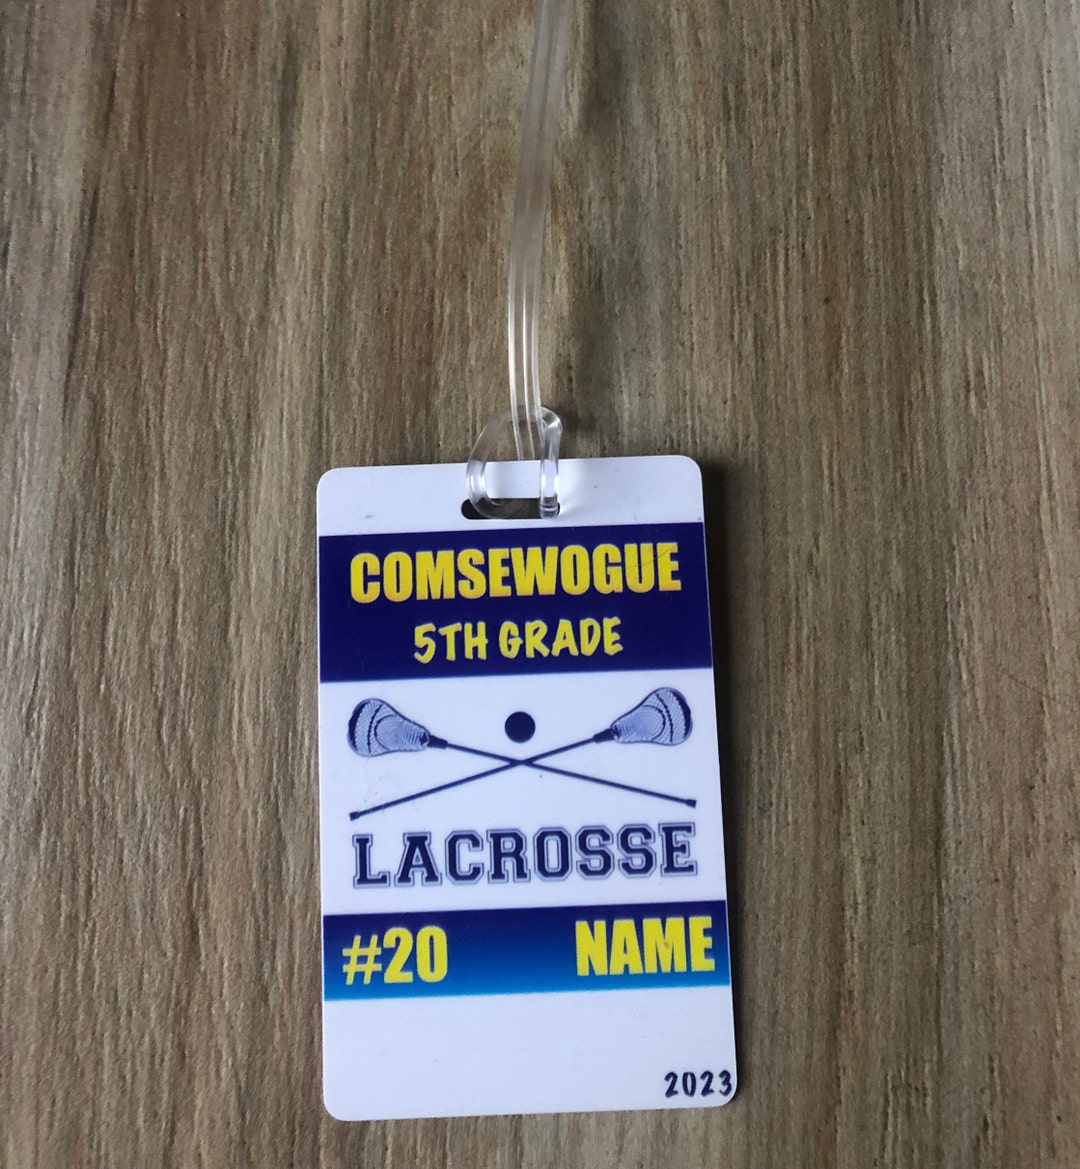 COMSEWOGUE
5TH GRADE
LACROSSE
#20 NAME
2023